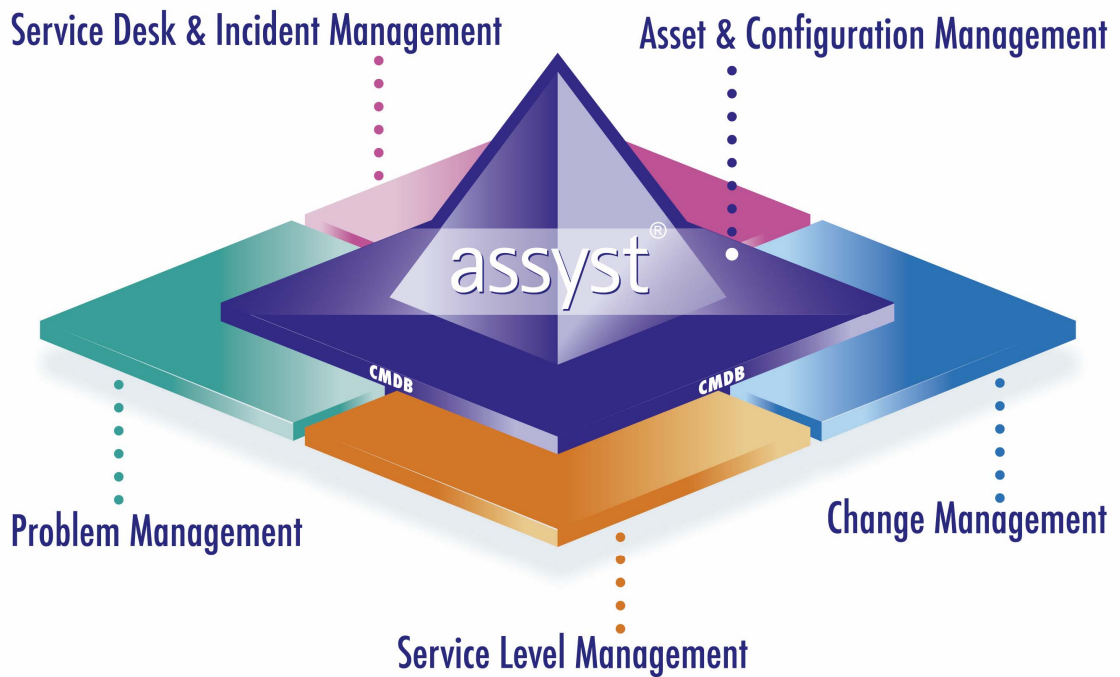 Service Desk & Incident Management
Asset & Configuration Management
assyst®
CMDB
CMDB
Problem Management
Change Management
Service Level Management